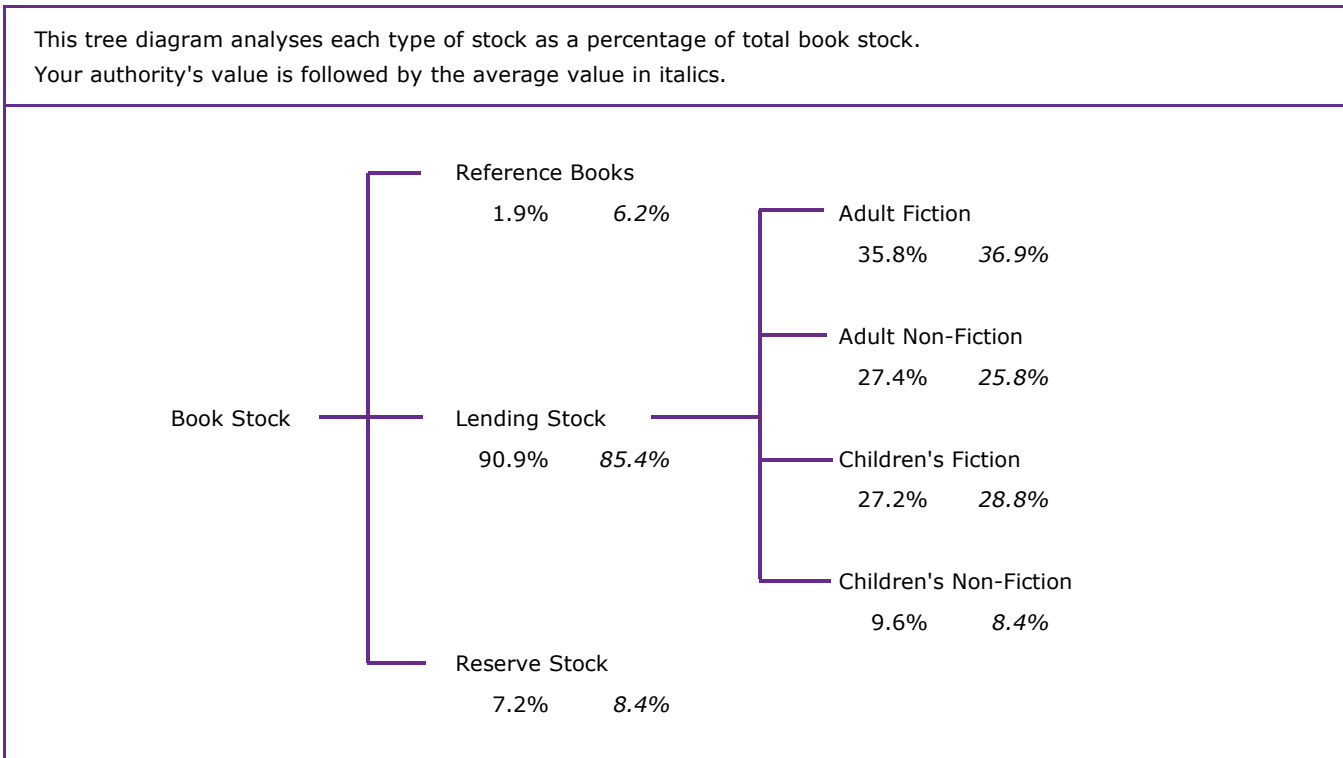 This tree diagram analyses each type of stock as a percentage of total book stock.
Your authority's value is followed by the average value in italics.
Reference Books
1.9% 6.2%
Adult Fiction
35.8% 36.9%
Adult Non-Fiction
27.4% 25.8%
Book Stock
Lending Stock
90.9% 85.4%
Children's Fiction
27.2% 28.8%
Children's Non-Fiction
9.6% 8.4%
Reserve Stock
7.2% 8.4%